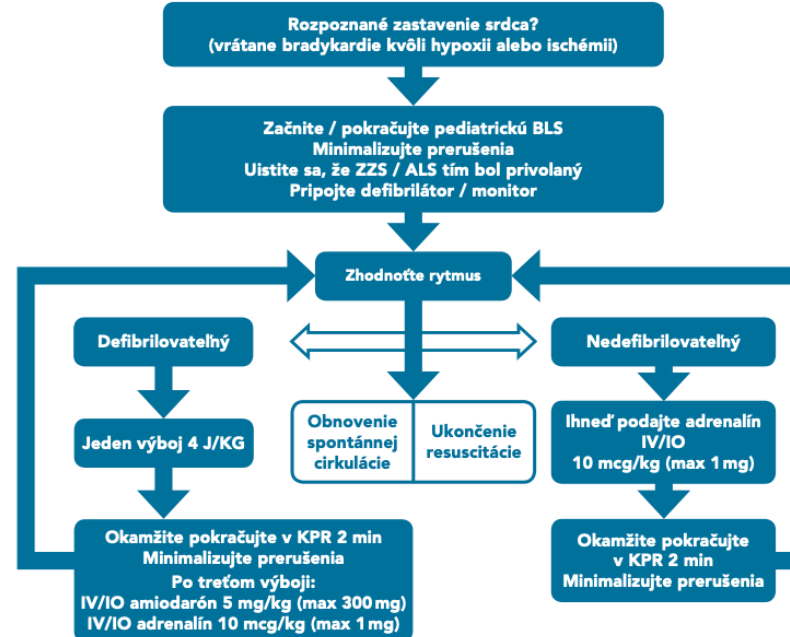 Rozpoznané zastavenie srdca?
(vrátane bradykardie kvôli hypoxii alebo ischémii)
Začnite / pokračujte pediatrickú BLS
Minimalizujte prerušenia
Uistite sa, že ZZS / ALS tím bol privolaný
Pripojte defibrilátor / monitor
Zhodnoťte rytmus
Defibrilovateľný
Nedefibrilovateľný
Jeden výboj 4 J/KG
Obnovenie
spontánnej
cirkulácie
Ukončenie
resuscitácie
Ihneď podajte adrenalín
IV/IO
10 mcg/kg (max 1 mg)
Okamžite pokračujte v KPR 2 min
Minimalizujte prerušenia
Po treťom výboji:
IV/IO amiodarón 5 mg/kg (max 300 mg)
IV/IO adrenalín 10 mcg/kg (max 1 mg)
Okamžite pokračujte
v KPR 2 min
Minimalizujte prerušenia